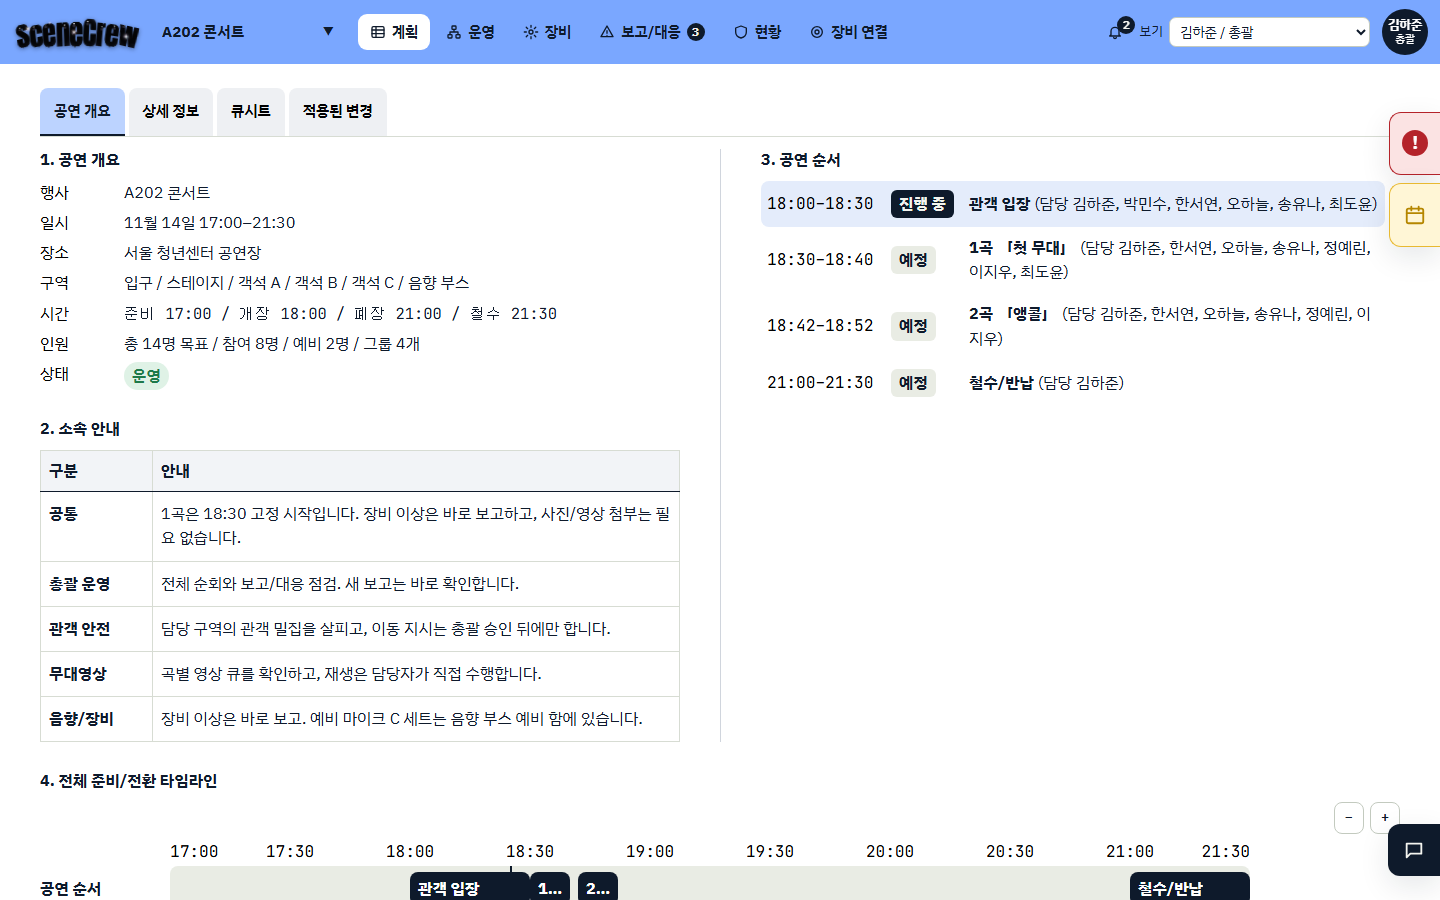 sceneCrew
A202 콘서트 ▼
계획
운영
장비
보고/대응 3
현황
장비 연결
2
보기
김하준 / 총괄
김하준
총괄
공연 개요
상세 정보
큐시트
적용된 변경
1. 공연 개요
행사 A202 콘서트
일시 11월 14일 17:00–21:30
장소 서울 청년센터 공연장
구역 입구 / 스테이지 / 객석 A / 객석 B / 객석 C / 음향 부스
시간 준비 17:00 / 개장 18:00 / 폐장 21:00 / 철수 21:30
인원 총 14명 목표 / 참여 8명 / 예비 2명 / 그룹 4개
상태 운영
2. 소속 안내
구분 안내
공통 1곡은 18:30 고정 시작입니다. 장비 이상은 바로 보고하고, 사진/영상 첨부는 필
요 없습니다.
총괄 운영 전체 순회와 보고/대응 점검. 새 보고는 바로 확인합니다.
관객 안전 담당 구역의 관객 밀집을 살피고, 이동 지시는 총괄 승인 뒤에만 합니다.
무대영상 곡별 영상 큐를 확인하고, 재생은 담당자가 직접 수행합니다.
음향/장비 장비 이상은 바로 보고. 예비 마이크 C 세트는 음향 부스 예비 함에 있습니다.
3. 공연 순서
18:00–18:30 진행 중 관객 입장 (담당 김하준, 박민수, 한서연, 오하늘, 송유나, 최도윤)
18:30–18:40 예정 1곡 「첫 무대」 (담당 김하준, 한서연, 오하늘, 송유나, 정예린,
이지우, 최도윤)
18:42–18:52 예정 2곡 「앵콜」 (담당 김하준, 한서연, 오하늘, 송유나, 정예린, 이
지우)
21:00–21:30 예정 철수/반납 (담당 김하준)
4. 전체 준비/전환 타임라인
− +
17:00 17:30 18:00 18:30 19:00 19:30 20:00 20:30 21:00 21:30
공연 순서 관객 입장 1... 2... 철수/반납